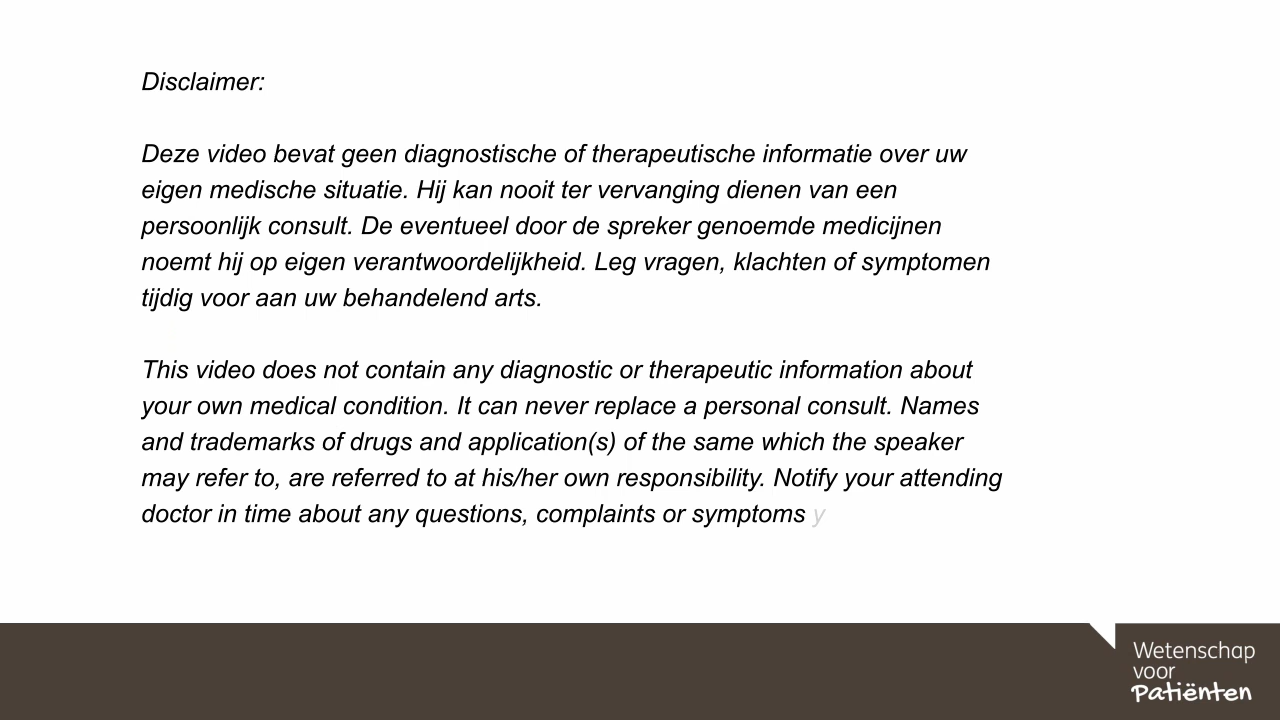 Disclaimer:
Deze video bevat geen diagnostische of therapeutische informatie over uw
eigen medische situatie. Hij kan nooit ter vervanging dienen van een
persoonlijk consult. De eventueel door de spreker genoemde medicijnen
noemt hij op eigen verantwoordelijkheid. Leg vragen, klachten of symptomen
tijdig voor aan uw behandelend arts.
This video does not contain any diagnostic or therapeutic information about
your own medical condition. It can never replace a personal consult. Names
and trademarks of drugs and application(s) of the same which the speaker
may refer to, are referred to at his/her own responsibility. Notify your attending
doctor in time about any questions, complaints or symptoms y
Wetenschap
voor
Patiënten